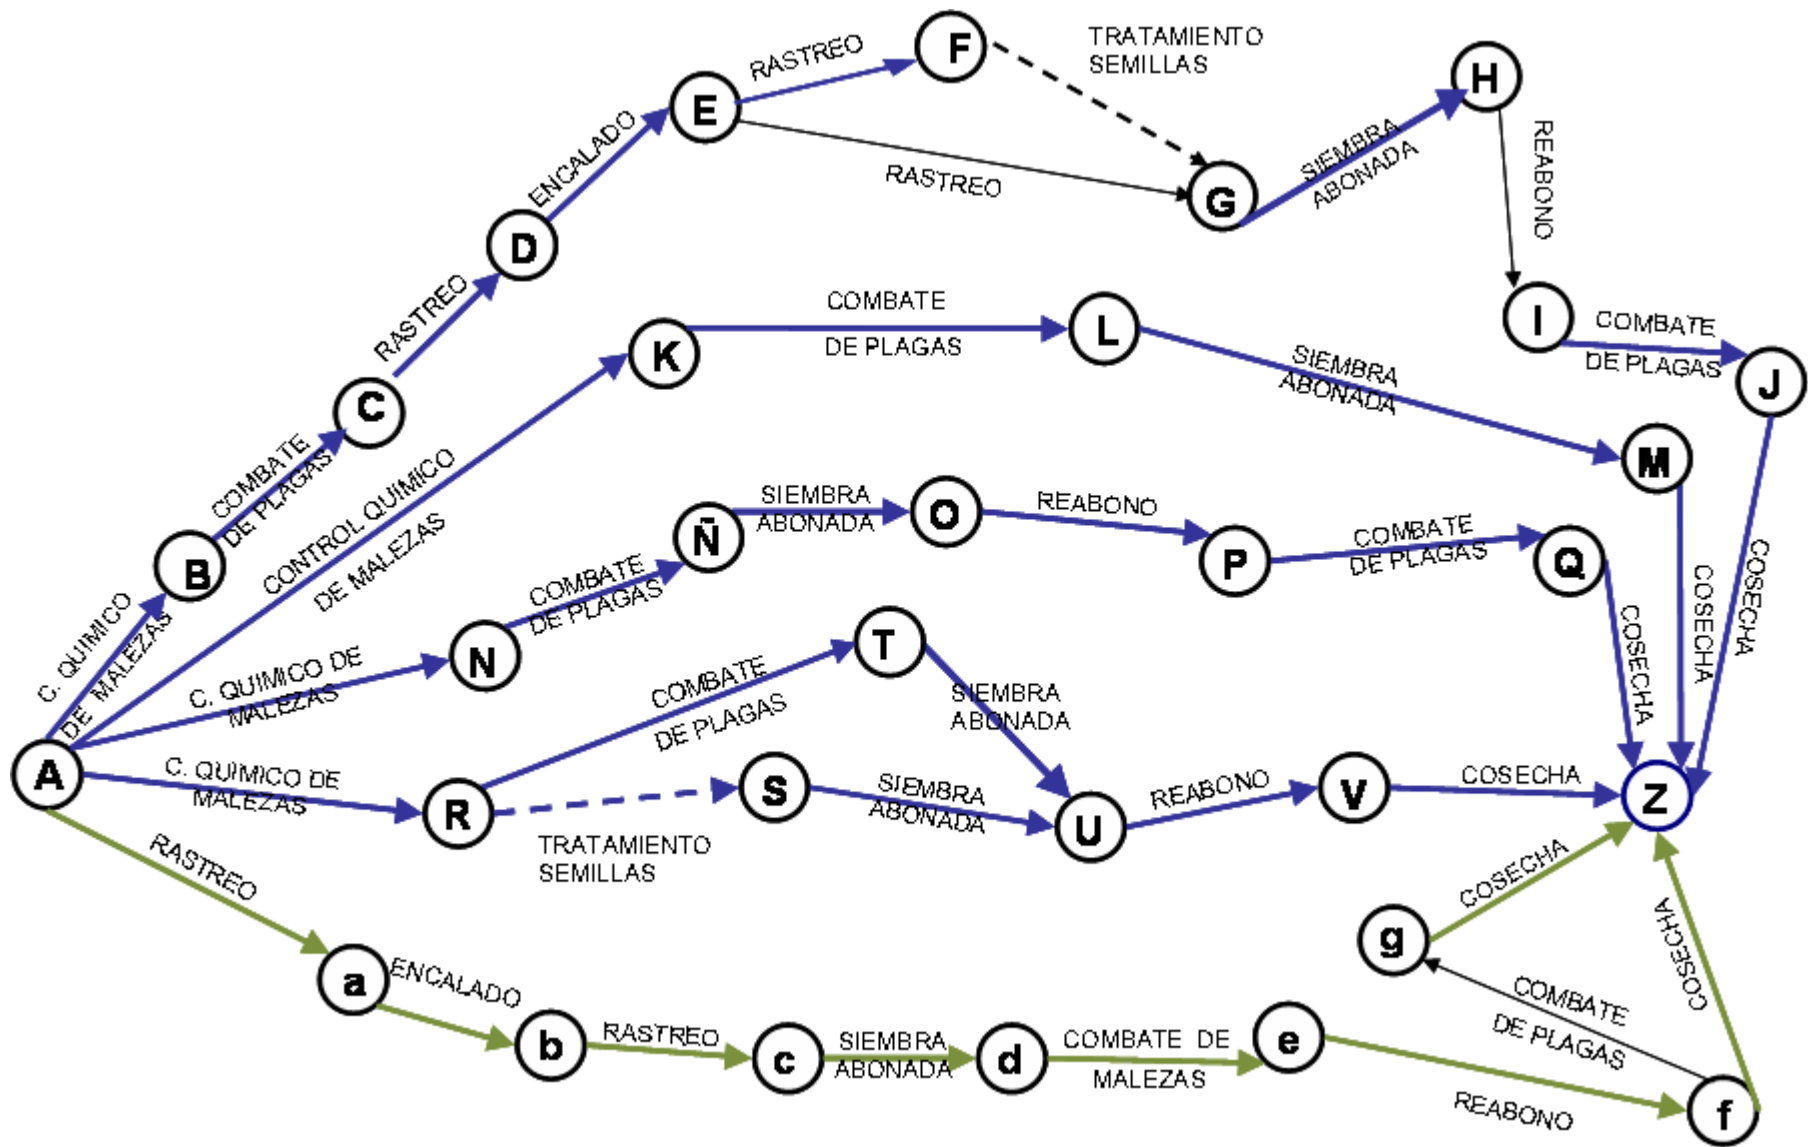 F
TRATAMIENTO
SEMILLAS
RASTREO
H
E
ENCALADO
RASTREO
G
SIEMBRA
ABONADA
REABONO
D
RASTREO
COMBATE
DE PLAGAS
K
L
SIEMBRA
ABONADA
I
COMBATE
DE PLAGAS
J
C
COMBATE
DE PLAGAS
CONTROL QUIMICO
DE MALEZAS
M
B
Ñ
SIEMBRA
ABONADA
O
REABONO
P
COMBATE
DE PLAGAS
Q
COSECHA
COSECHA
COSECHA
C. QUIMICO
DE MALEZAS
C. QUIMICO DE
MALEZAS
N
COMBATE
DE PLAGAS
T
COMBATE
DE PLAGAS
SIEMBRA
ABONADA
A
C. QUIMICO DE
MALEZAS
R
TRATAMIENTO
SEMILLAS
S
SIEMBRA
ABONADA
U
REABONO
V
COSECHA
Z
RASTREO
a
ENCALADO
b
RASTREO
c
SIEMBRA
ABONADA
d
COMBATE DE
MALEZAS
e
REABONO
f
COMBATE
DE PLAGAS
g
COSECHA
COSECHA